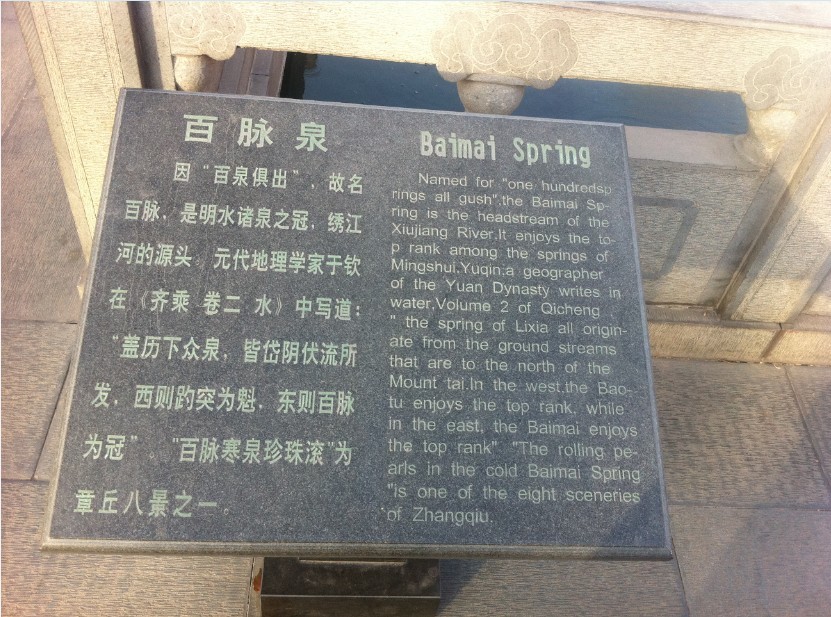 百脉泉
因“百泉俱出”，故名
百脉，是明水诸泉之冠，绣江
河的源头。元代地理学家于钦
在《齐乘 卷二 水》中写道：
“盖历下众泉，皆岱阴伏流所
发，西则趵突为魁，东则百脉
为冠”。“百脉寒泉珍珠滚”为
章丘八景之一。
Baimai Spring
Named for "one hundredsp
rings all gush",the Baimai Sp-
ring is the headstream of the
Xiujiang River.It enjoys the to-
p rank among the springs of
Mingshui.Yuqin,a geographer
of the Yuan Dynasty writes in
water,Volume 2 of Qicheng
" the spring of Lixia all origin-
ate from the ground streams
that are to the north of the
Mount tai.In the west,the Bao-
tu enjoys the top rank, while
in the east, the Baimai enjoys
the top rank" "The rolling pe-
arls in the cold Baimai Spring
"is one of the eight sceneries
of Zhangqiu.